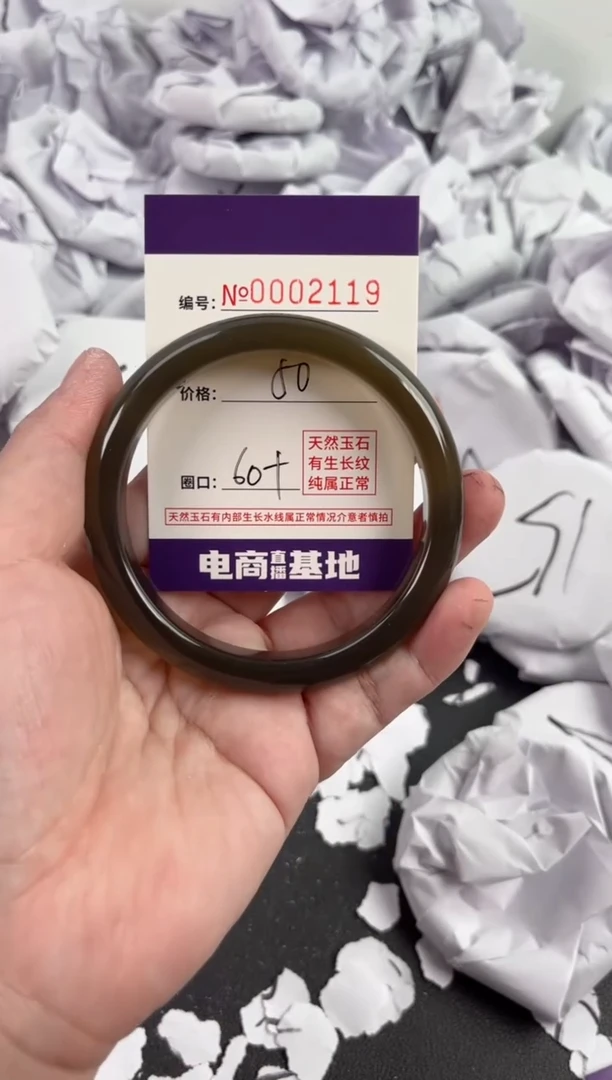 编号: №0002119
价格: 80
圈口: 60+
天然玉石
有生长纹
纯属正常
天然玉石有内部生长水线属正常情况介意者慎拍
电商直播基地
51